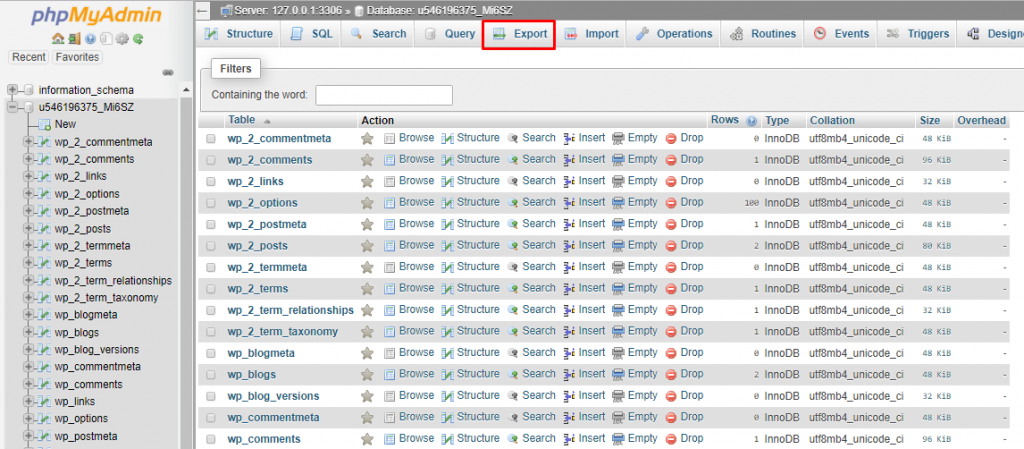 phpMyAdmin
Recent Favorites
information_schema
u546196375_Mi6SZ
New
wp_2_commentmeta
wp_2_comments
wp_2_links
wp_2_options
wp_2_postmeta
wp_2_posts
wp_2_termmeta
wp_2_terms
wp_2_term_relationships
wp_2_term_taxonomy
wp_blogmeta
wp_blogs
wp_blog_versions
wp_commentmeta
wp_comments
wp_links
wp_options
wp_postmeta
Server: 127.0.0.1:3306 » Database: u546196375_Mi6SZ
Structure SQL Search Query Export Import Operations Routines Events Triggers Designe
Filters
Containing the word:
Table Action Rows Type Collation Size Overhead
wp_2_commentmeta Browse Structure Search Insert Empty Drop 0 InnoDB utf8mb4_unicode_ci 48 KiB -
wp_2_comments Browse Structure Search Insert Empty Drop 1 InnoDB utf8mb4_unicode_ci 96 KiB -
wp_2_links Browse Structure Search Insert Empty Drop 0 InnoDB utf8mb4_unicode_ci 32 KiB -
wp_2_options Browse Structure Search Insert Empty Drop 100 InnoDB utf8mb4_unicode_ci 48 KiB -
wp_2_postmeta Browse Structure Search Insert Empty Drop 1 InnoDB utf8mb4_unicode_ci 48 KiB -
wp_2_posts Browse Structure Search Insert Empty Drop 2 InnoDB utf8mb4_unicode_ci 80 KiB -
wp_2_termmeta Browse Structure Search Insert Empty Drop 0 InnoDB utf8mb4_unicode_ci 48 KiB -
wp_2_terms Browse Structure Search Insert Empty Drop 1 InnoDB utf8mb4_unicode_ci 48 KiB -
wp_2_term_relationships Browse Structure Search Insert Empty Drop 1 InnoDB utf8mb4_unicode_ci 32 KiB -
wp_2_term_taxonomy Browse Structure Search Insert Empty Drop 1 InnoDB utf8mb4_unicode_ci 48 KiB -
wp_blogmeta Browse Structure Search Insert Empty Drop 0 InnoDB utf8mb4_unicode_ci 48 KiB -
wp_blogs Browse Structure Search Insert Empty Drop 2 InnoDB utf8mb4_unicode_ci 48 KiB -
wp_blog_versions Browse Structure Search Insert Empty Drop 0 InnoDB utf8mb4_unicode_ci 32 KiB -
wp_commentmeta Browse Structure Search Insert Empty Drop 0 InnoDB utf8mb4_unicode_ci 48 KiB -
wp_comments Browse Structure Search Insert Empty Drop 1 InnoDB utf8mb4_unicode_ci 96 KiB -